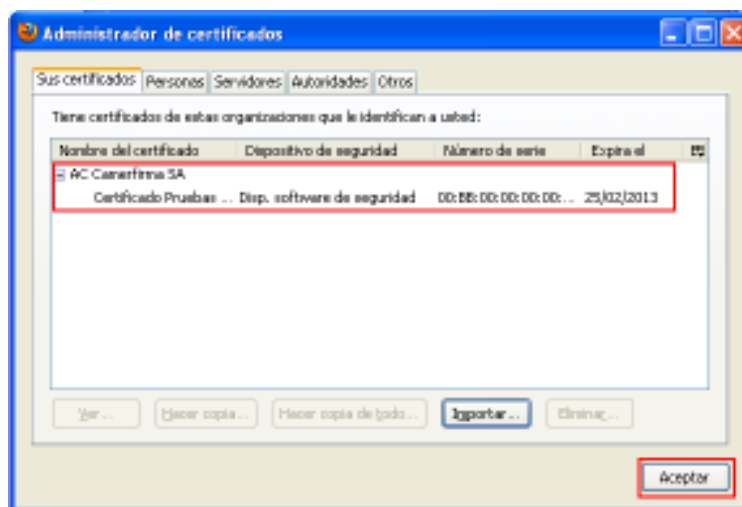 Administrador de certificados
Sus certificados Personas Servidores Autoridades Otros
Tiene certificados de estas organizaciones que le identifican a usted:
Nombre del certificado Dispositivo de seguridad Número de serie Expira el
AC Camerfirma SA
Certificado Pruebas ... Disp. software de seguridad 00:BB:00:00:00:00:... 25/02/2013
Ver... Hacer copia... Hacer copia de todo... Importar... Eliminar...
Aceptar